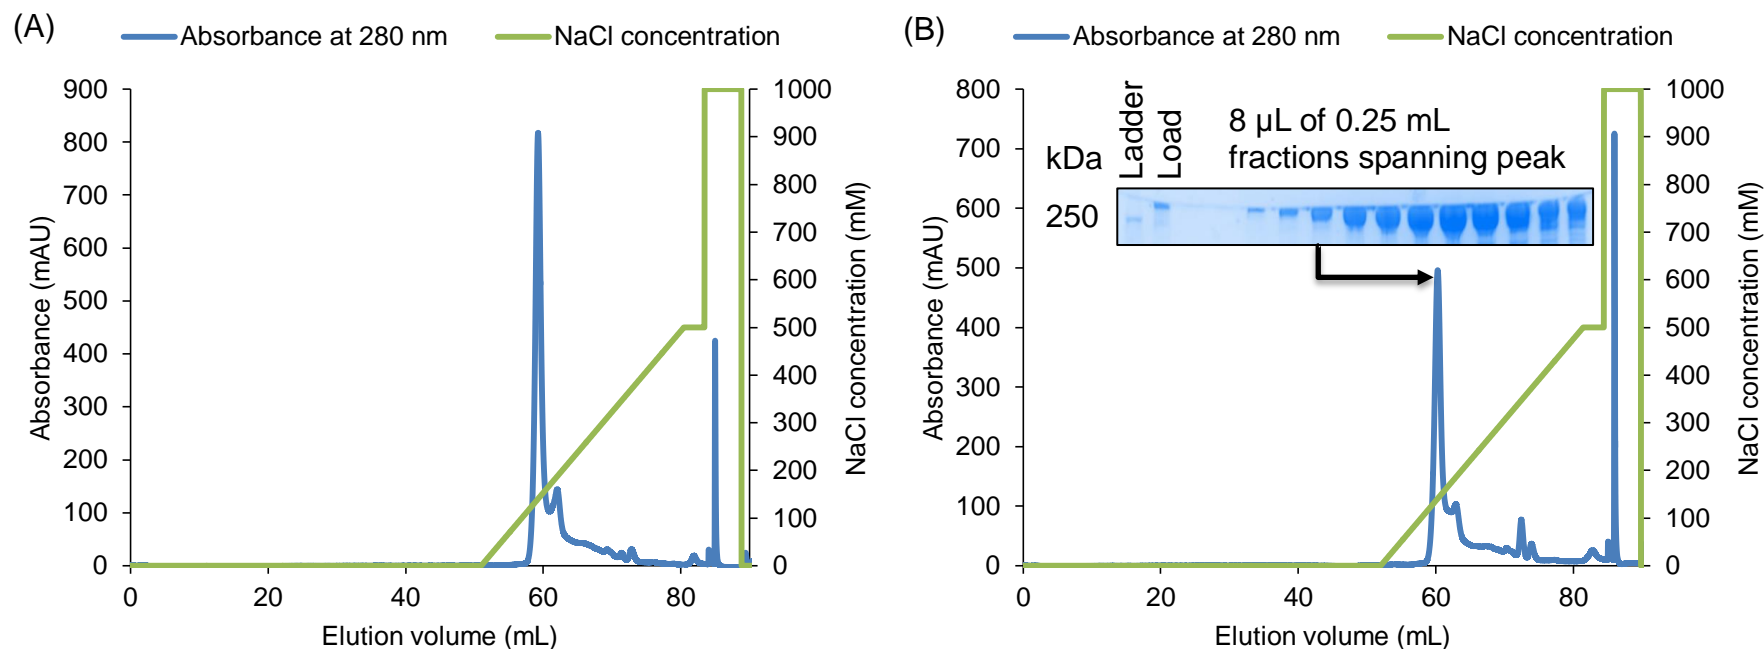 (A)
Absorbance at 280 nm
NaCl concentration
900
800
700
600
500
400
300
200
100
0
Absorbance (mAU)
1000
900
800
700
600
500
400
300
200
100
0
NaCl concentration (mM)
0 20 40 60 80
Elution volume (mL)
(B)
Absorbance at 280 nm
NaCl concentration
800
700
600
500
400
300
200
100
0
Absorbance (mAU)
kDa
Ladder
Load
8 µL of 0.25 mL
fractions spanning peak
250
1000
900
800
700
600
500
400
300
200
100
0
NaCl concentration (mM)
0 20 40 60 80
Elution volume (mL)